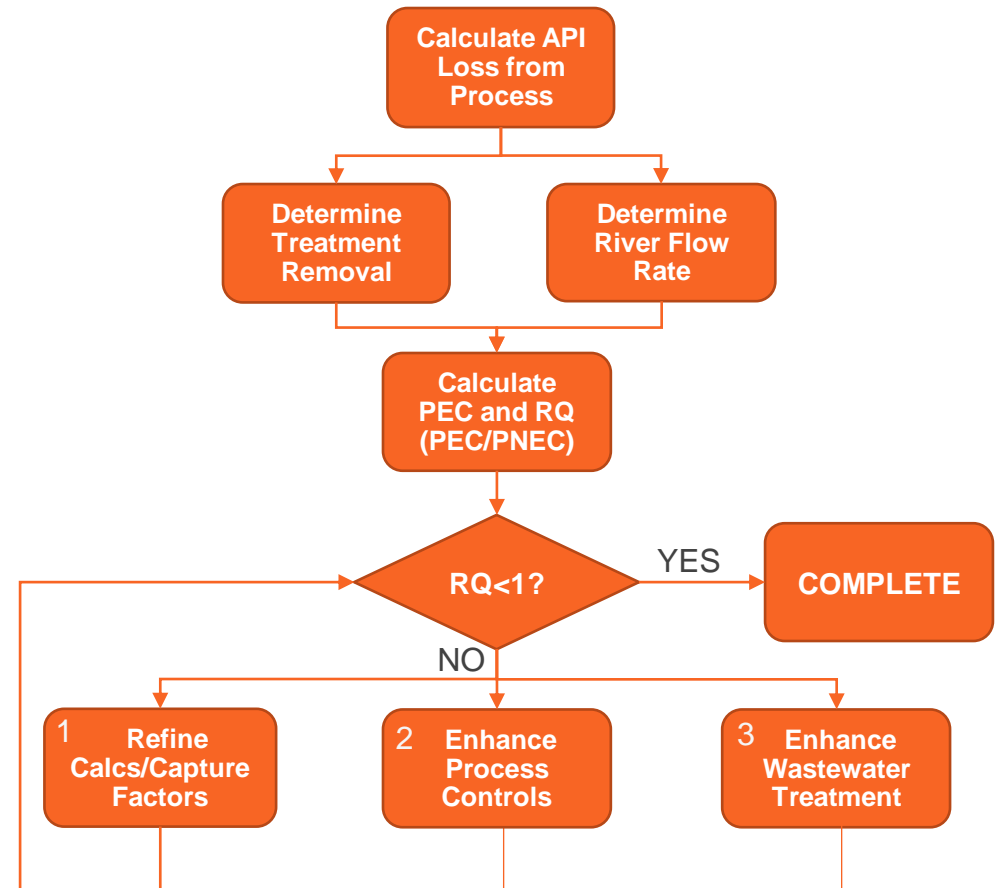 Calculate API
Loss from
Process
Determine
Treatment
Removal
Determine
River Flow
Rate
Calculate
PEC and RQ
(PEC/PNEC)
RQ<1?
YES
COMPLETE
NO
1
Refine
Calcs/Capture
Factors
2
Enhance
Process
Controls
3
Enhance
Wastewater
Treatment